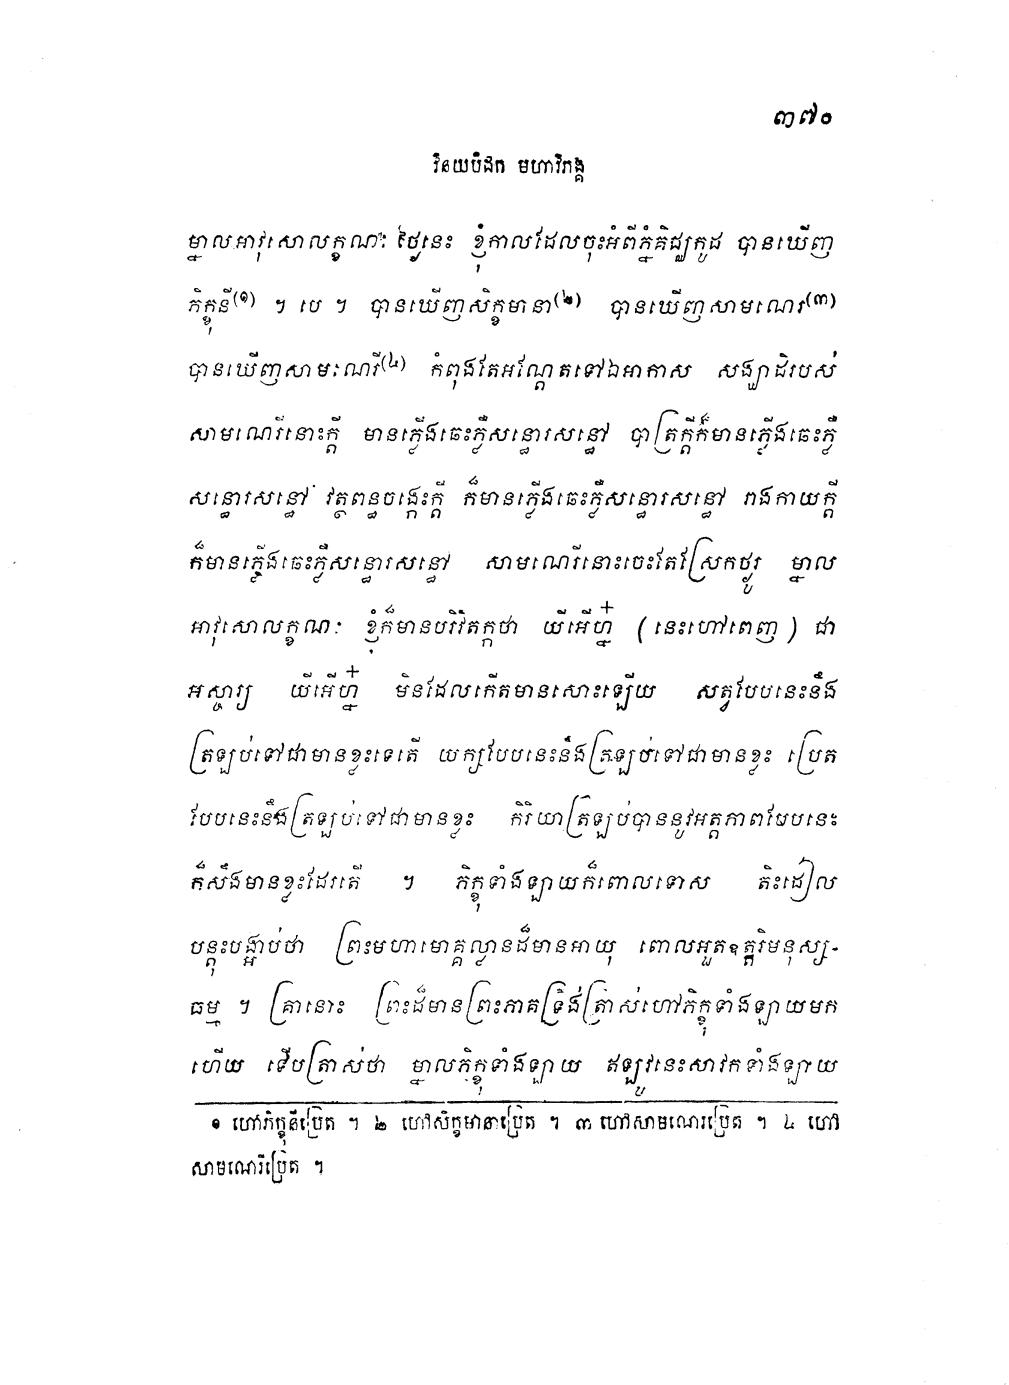 ៣៧០
វិនយបិដក មហាវិភង្គ
ម្នាលអាវុសោលក្ខណៈ ថ្ងៃនេះ ខ្ញុំកាលដែលចុះអំពីភ្នំគិជ្ឈកូដ បានឃើញ
ភិក្ខុនី(១) ។ បេ ។ បានឃើញសិក្ខមានា(២) បានឃើញសាមណេរ(៣)
បានឃើញសាមណេរី(៤) កំពុងតែអណ្តែតទៅឯអាកាស សង្ឃាដិរបស់
សាមណេរីនោះក្តី មានភ្លើងឆេះភ្លឺសន្ធោរសន្ធៅ បាត្រក្តីក៏មានភ្លើងឆេះភ្លឺ
សន្ធោរសន្ធៅ វត្ថពន្ធចង្កេះក្តី ក៏មានភ្លើងឆេះភ្លឺសន្ធោរសន្ធៅ រាងកាយក្តី
ក៏មានភ្លើងឆេះភ្លឺសន្ធោរសន្ធៅ សាមណេរីនោះចេះតែស្រែកថ្ងូរ ម្នាល
អាវុសោលក្ខណៈ ខ្ញុំក៏មានបរិវិតក្កថា យីអើហ្ន៎ (នេះហៅពេញ) ជា
អស្ចារ្យ យីអើហ្ន៎ មិនដែលកើតមានសោះឡើយ សត្វបែបនេះនឹង
ត្រឡប់ទៅជាមានខ្លះទេតើ យក្សបែបនេះនឹងត្រឡប់ទៅជាមានខ្លះ ប្រេត
បែបនេះនឹងត្រឡប់ទៅជាមានខ្លះ កិរិយាត្រឡប់បាននូវអត្តភាពបែបនេះ
ក៏សឹងមានខ្លះដែរតើ ។ ភិក្ខុទាំងឡាយក៏ពោលទោស តិះដៀល
បន្តុះបង្អាប់ថា ព្រះមហាមោគ្គល្លានដ៏មានអាយុ ពោលអួតឧត្តរិមនុស្ស-
ធម្ម ។ គ្រានោះ ព្រះដ៏មានព្រះភាគទ្រង់ត្រាស់ហៅភិក្ខុទាំងឡាយមក
ហើយ ទើបត្រាស់ថា ម្នាលភិក្ខុទាំងឡាយ ឥឡូវនេះសាវកទាំងឡាយ
១ ហៅភិក្ខុនីប្រេត ។ ២ ហៅសិក្ខមានាប្រេត ។ ៣ ហៅសាមណេរប្រេត ។ ៤ ហៅ
សាមណេរីប្រេត ។